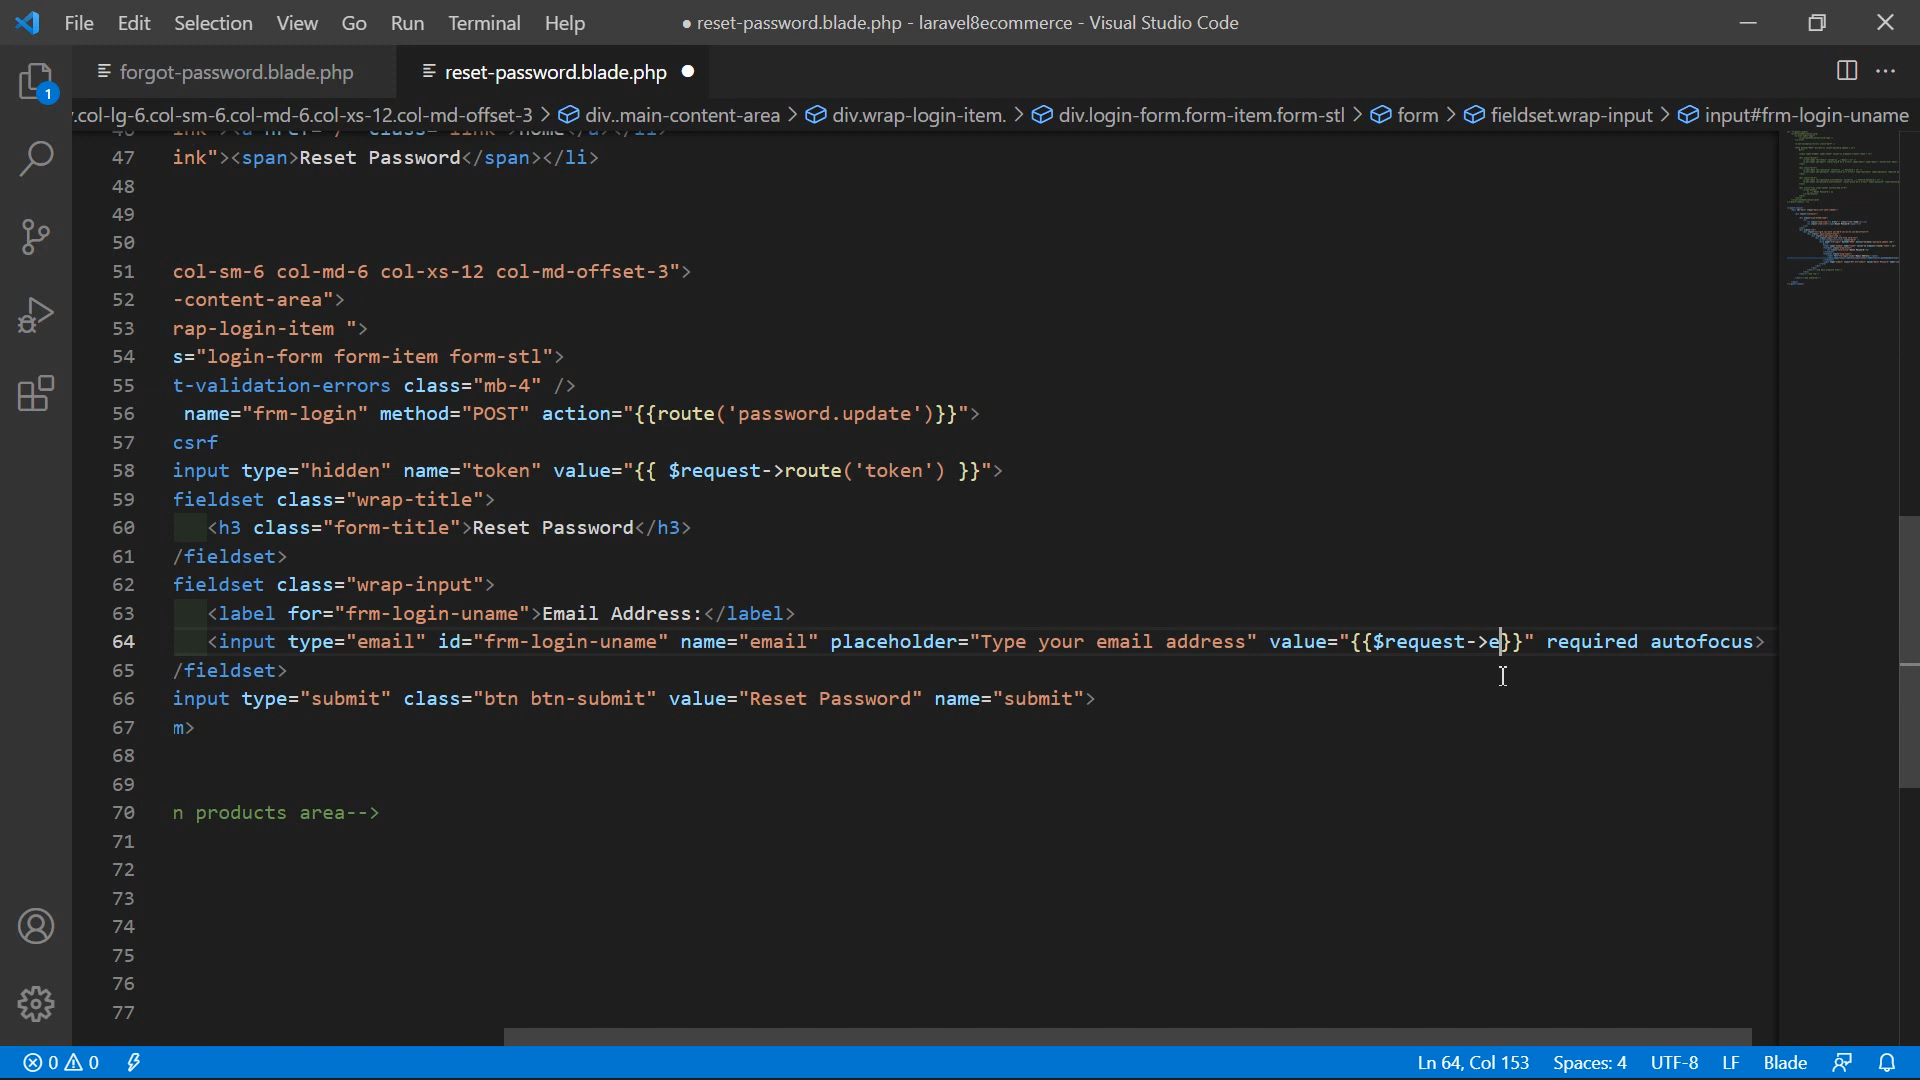 File Edit Selection View Go Run Terminal Help
● reset-password.blade.php - laravel8ecommerce - Visual Studio Code
forgot-password.blade.php
reset-password.blade.php ●
1
.col-lg-6.col-sm-6.col-md-6.col-xs-12.col-md-offset-3 > div..main-content-area > div.wrap-login-item. > div.login-form.form-item.form-stl > form > fieldset.wrap-input > input#frm-login-uname
47 ink"><span>Reset Password</span></li>
48
49
50
51 col-sm-6 col-md-6 col-xs-12 col-md-offset-3">
52 -content-area">
53 rap-login-item ">
54 s="login-form form-item form-stl">
55 t-validation-errors class="mb-4" />
56 name="frm-login" method="POST" action="{{route('password.update')}}">
57 csrf
58 input type="hidden" name="token" value="{{ $request->route('token') }}">
59 fieldset class="wrap-title">
60 <h3 class="form-title">Reset Password</h3>
61 /fieldset>
62 fieldset class="wrap-input">
63 <label for="frm-login-uname">Email Address:</label>
64 <input type="email" id="frm-login-uname" name="email" placeholder="Type your email address" value="{{$request->e}}" required autofocus>
65 /fieldset>
66 input type="submit" class="btn btn-submit" value="Reset Password" name="submit">
67 m>
68
69
70 n products area-->
71
72
73
74
75
76
77
0 0 Ln 64, Col 153 Spaces: 4 UTF-8 LF Blade